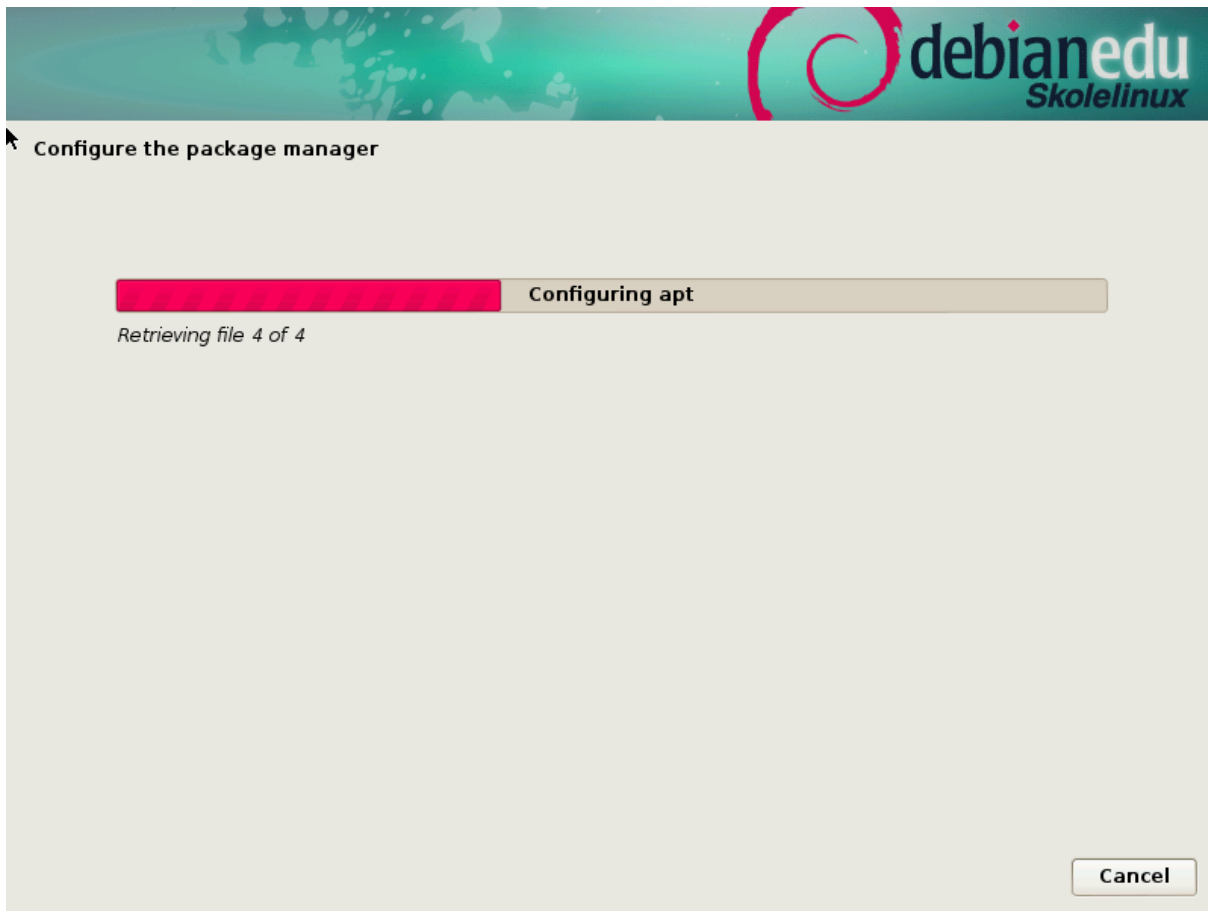 debianedu
Skolelinux
Configure the package manager
Configuring apt
Retrieving file 4 of 4
Cancel